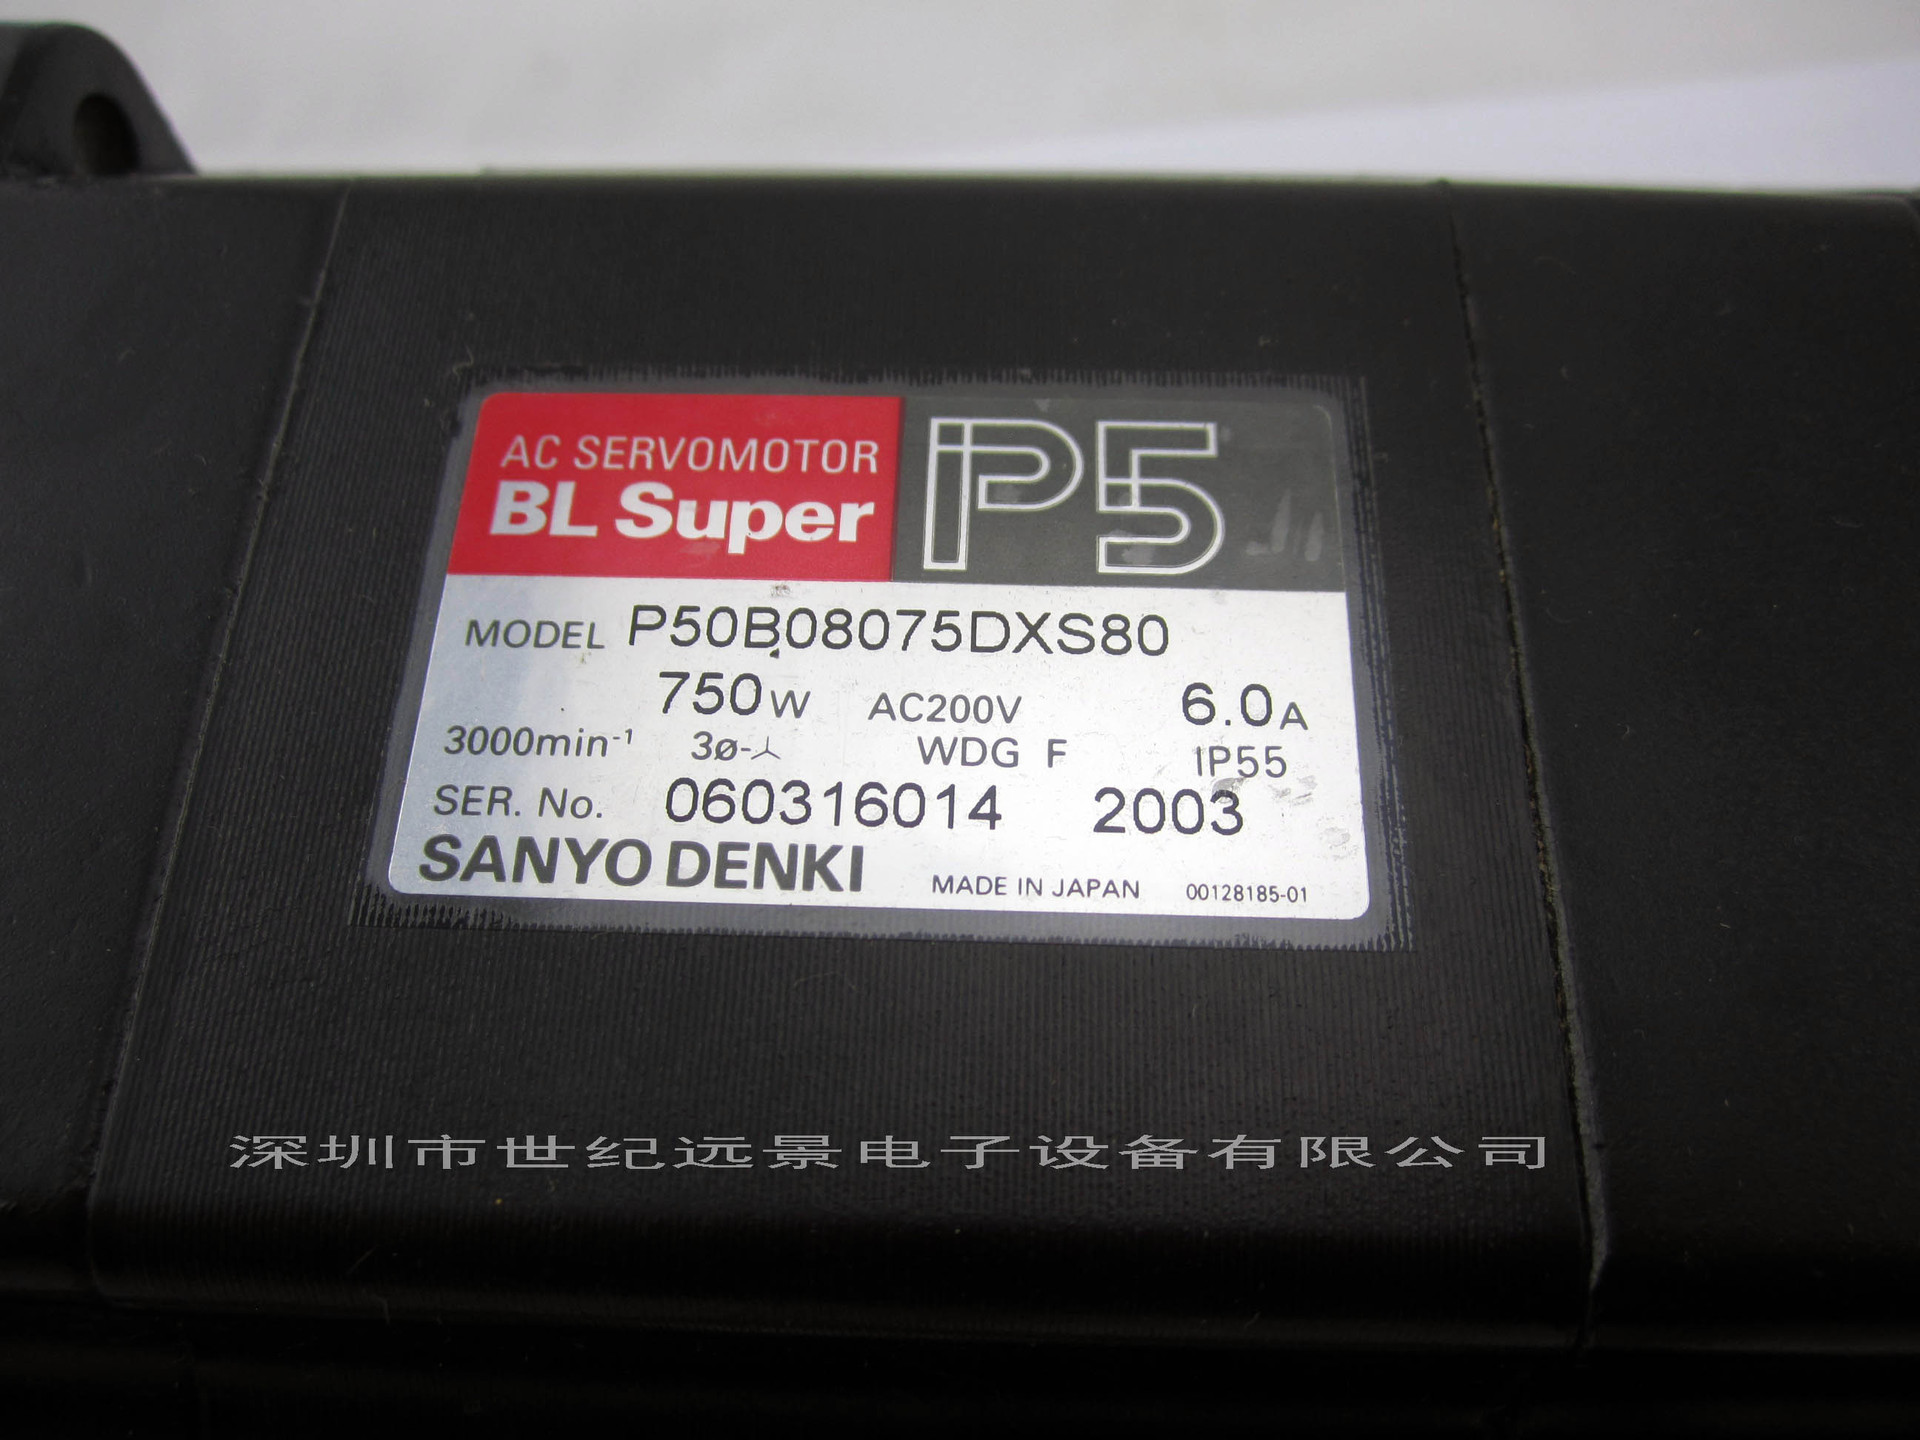 AC SERVOMOTOR
BL Super P5
MODEL P50B08075DXS80
750W AC200V 6.0A
3000min⁻¹ 3ø-⅄ WDG F IP55
SER. No. 060316014 2003
SANYO DENKI MADE IN JAPAN 00128185-01
深圳市世纪远景电子设备有限公司